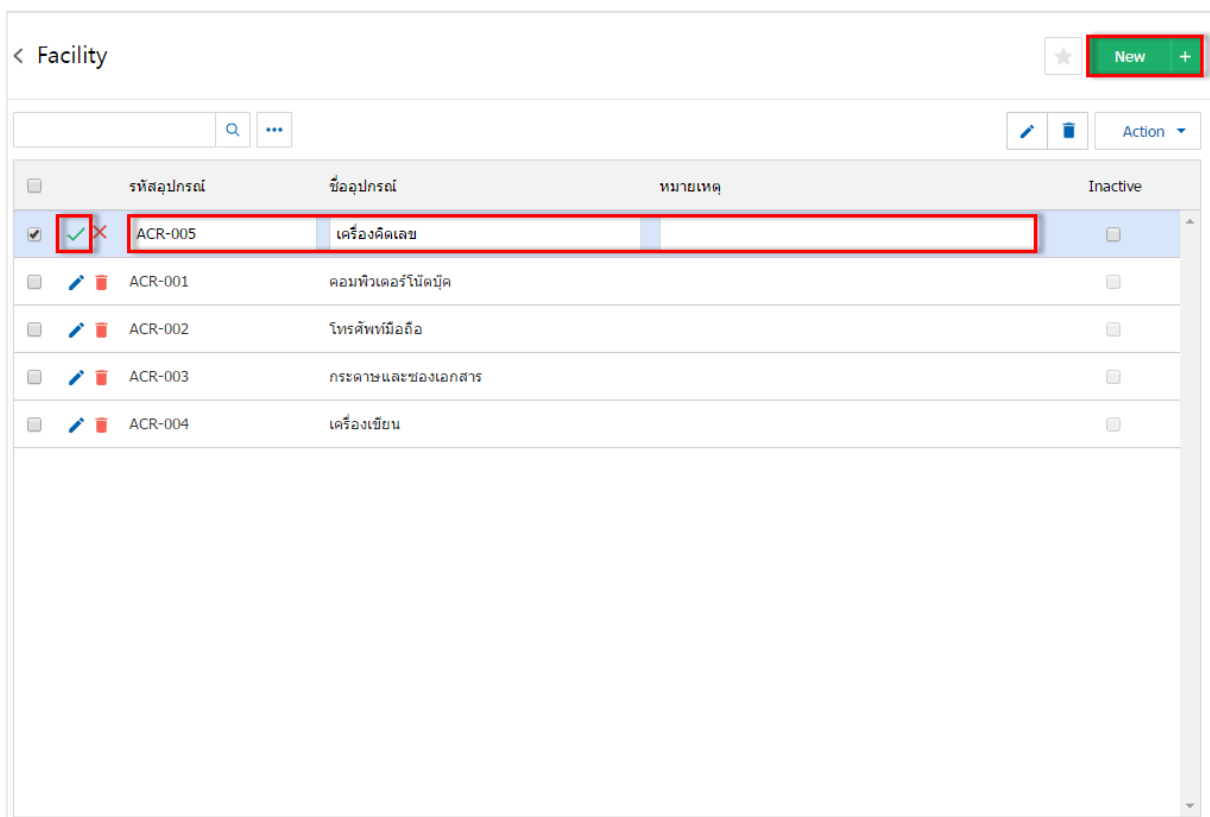 < Facility
New +
Action
รหัสอุปกรณ์ ชื่ออุปกรณ์ หมายเหตุ Inactive
ACR-005 เครื่องคิดเลข
ACR-001 คอมพิวเตอร์โน๊ตบุ๊ค
ACR-002 โทรศัพท์มือถือ
ACR-003 กระดาษและซองเอกสาร
ACR-004 เครื่องเขียน